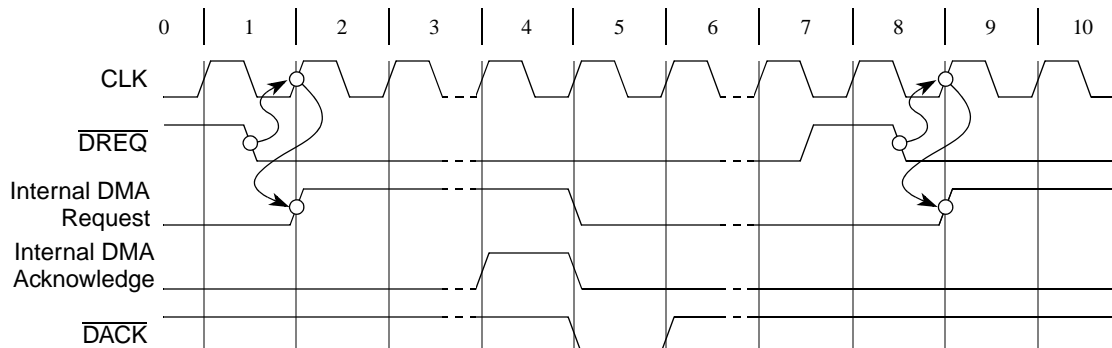 0 1 2 3 4 5 6 7 8 9 10
CLK
DREQ
Internal DMA
Request
Internal DMA
Acknowledge
DACK